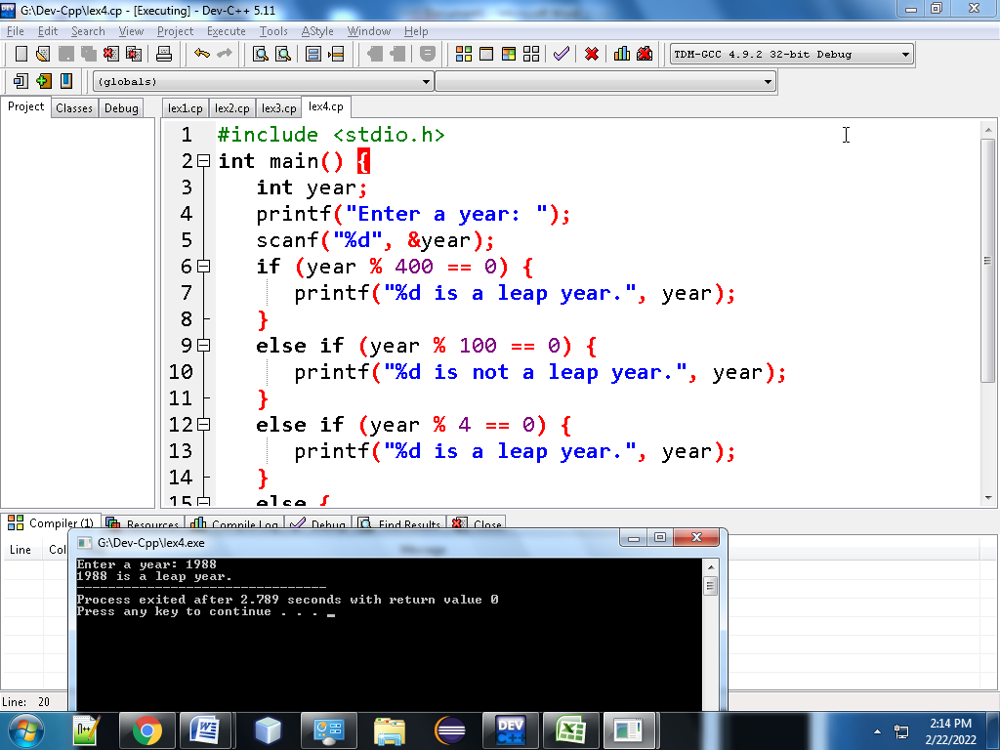 G:\Dev-Cpp\lex4.cp - [Executing] - Dev-C++ 5.11
File Edit Search View Project Execute Tools AStyle Window Help
TDM-GCC 4.9.2 32-bit Debug
(globals)
Project Classes Debug lex1.cp lex2.cp lex3.cp lex4.cp
1 #include <stdio.h>
2 int main() {
3 int year;
4 printf("Enter a year: ");
5 scanf("%d", &year);
6 if (year % 400 == 0) {
7 printf("%d is a leap year.", year);
8 }
9 else if (year % 100 == 0) {
10 printf("%d is not a leap year.", year);
11 }
12 else if (year % 4 == 0) {
13 printf("%d is a leap year.", year);
14 }
15 else {
Compiler (1) Resources Compile Log Debug Find Results Close
Line Col Message
G:\Dev-Cpp\lex4.exe
Enter a year: 1988
1988 is a leap year.
--------------------------------
Process exited after 2.789 seconds with return value 0
Press any key to continue . . . _
Line: 20
n++ W DEV C++ X
2:14 PM
2/22/2022